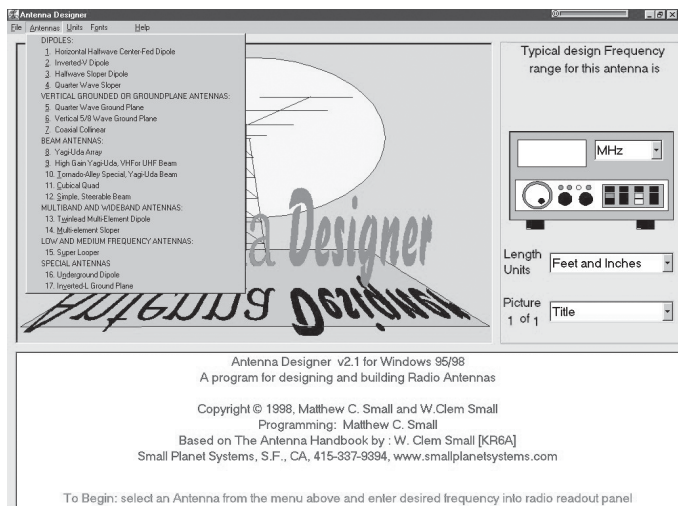 Antenna Designer
File Antennas Units Fonts Help
DIPOLES:
1. Horizontal Halfwave Center-Fed Dipole
2. Inverted-V Dipole
3. Halfwave Sloper Dipole
4. Quarter Wave Sloper
VERTICAL GROUNDED OR GROUNDPLANE ANTENNAS:
5. Quarter Wave Ground Plane
6. Vertical 5/8 Wave Ground Plane
7. Coaxial Collinear
BEAM ANTENNAS:
8. Yagi-Uda Array
9. High Gain Yagi-Uda, VHFor UHF Beam
10. Tornado-Alley Special, Yagi-Uda Beam
11. Cubical Quad
12. Simple, Steerable Beam
MULTIBAND AND WIDEBAND ANTENNAS:
13. Twinlead Multi-Element Dipole
14. Multi-element Sloper
LOW AND MEDIUM FREQUENCY ANTENNAS:
15. Super Looper
SPECIAL ANTENNAS
16. Underground Dipole
17. Inverted-L Ground Plane
a Designer
Antenna Designer
Typical design Frequency
range for this antenna is
MHz
Length
Units
Feet and Inches
Picture
1 of 1
Title
Antenna Designer v2.1 for Windows 95/98
A program for designing and building Radio Antennas
Copyright © 1998, Matthew C. Small and W.Clem Small
Programming: Matthew C. Small
Based on The Antenna Handbook by : W. Clem Small [KR6A]
Small Planet Systems, S.F., CA, 415-337-9394, www.smallplanetsystems.com
To Begin: select an Antenna from the menu above and enter desired frequency into radio readout panel